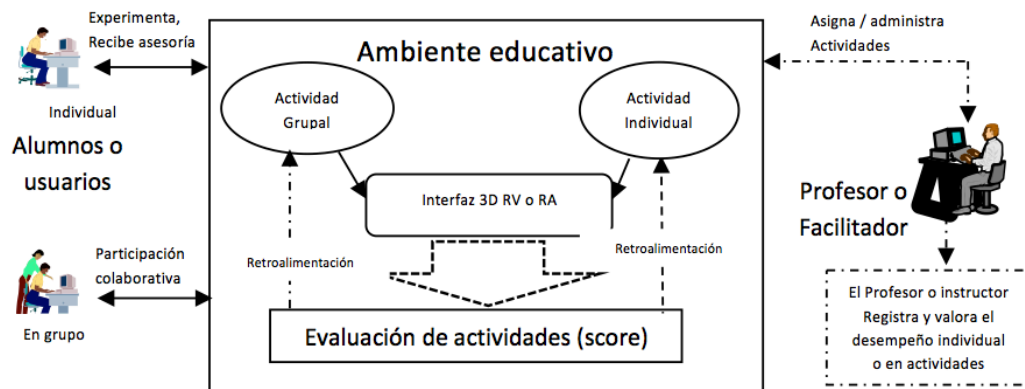 Experimenta,
Recibe asesoría
Individual
Alumnos o
usuarios
Participación
colaborativa
En grupo
Ambiente educativo
Actividad
Grupal
Actividad
Individual
Interfaz 3D RV o RA
Retroalimentación
Retroalimentación
Evaluación de actividades (score)
Asigna / administra
Actividades
Profesor o
Facilitador
El Profesor o instructor
Registra y valora el
desempeño individual
o en actividades